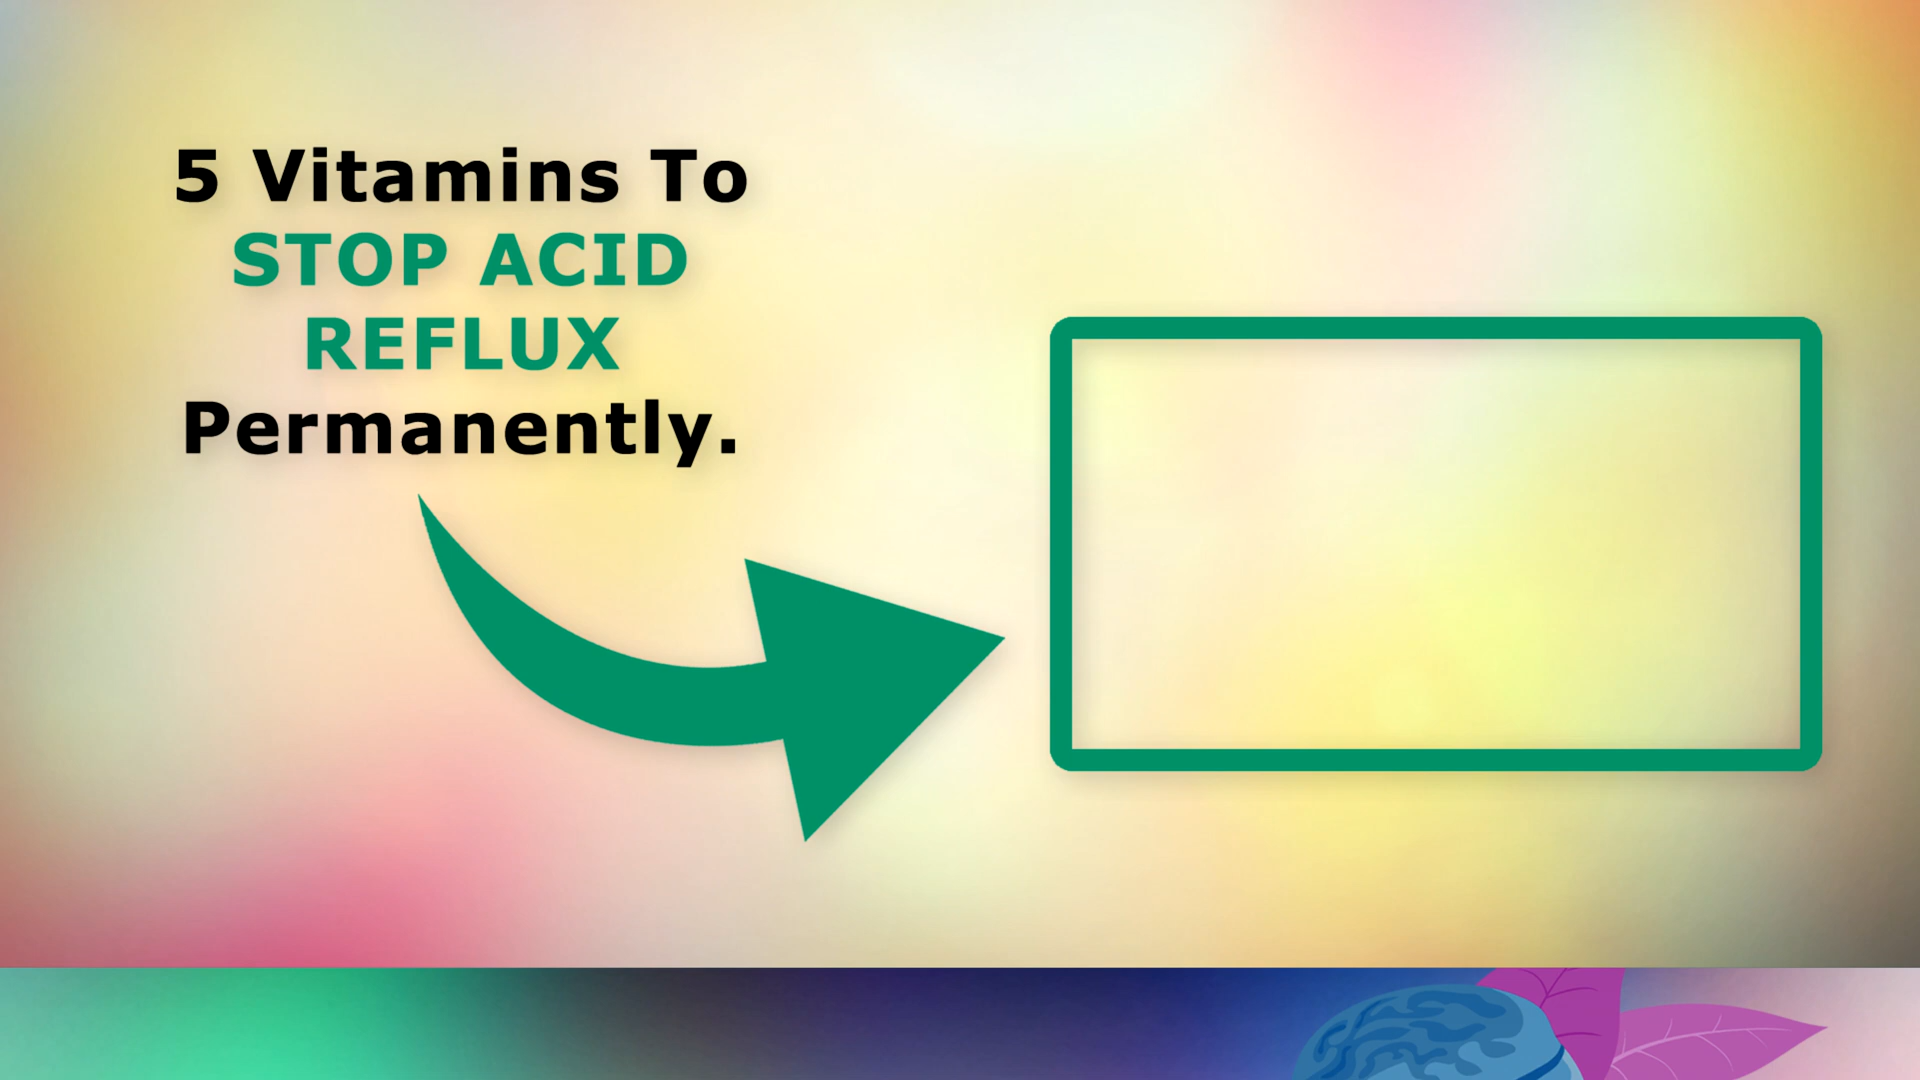 5 Vitamins To
STOP ACID
REFLUX
Permanently.